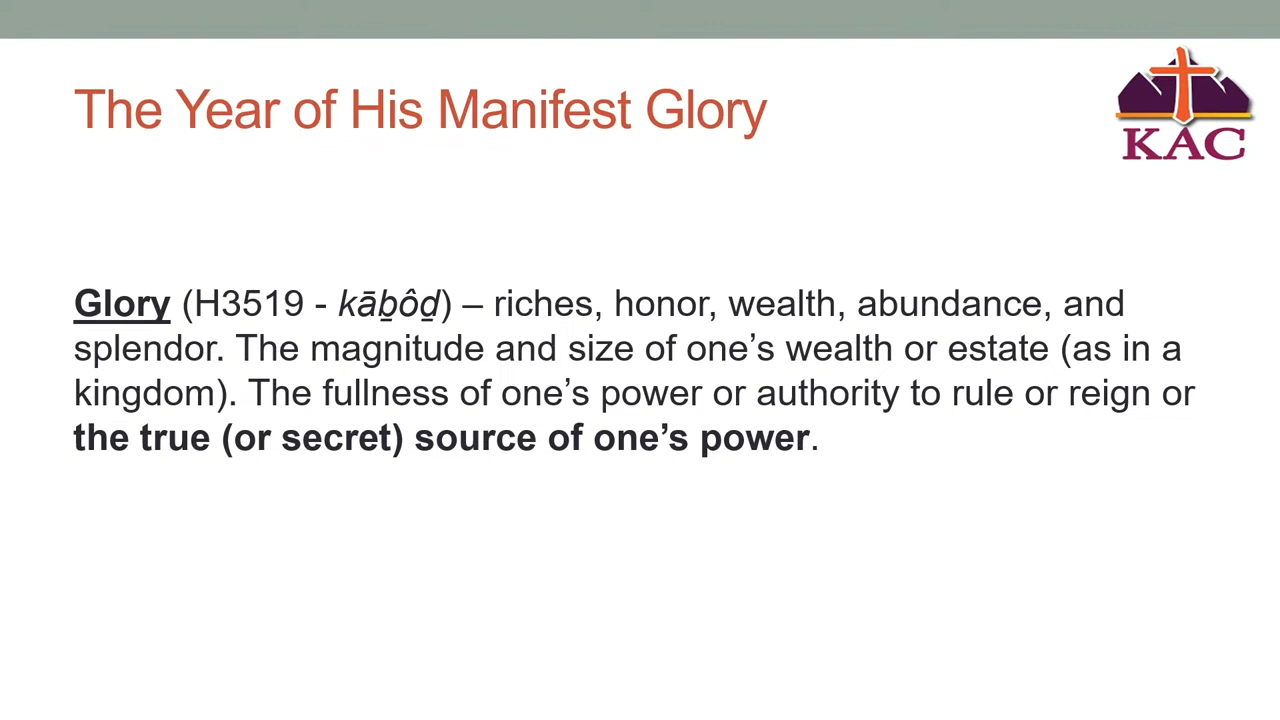 The Year of His Manifest Glory
KAC
Glory (H3519 - kāḇôḏ) – riches, honor, wealth, abundance, and
splendor. The magnitude and size of one’s wealth or estate (as in a
kingdom). The fullness of one’s power or authority to rule or reign or
the true (or secret) source of one’s power.